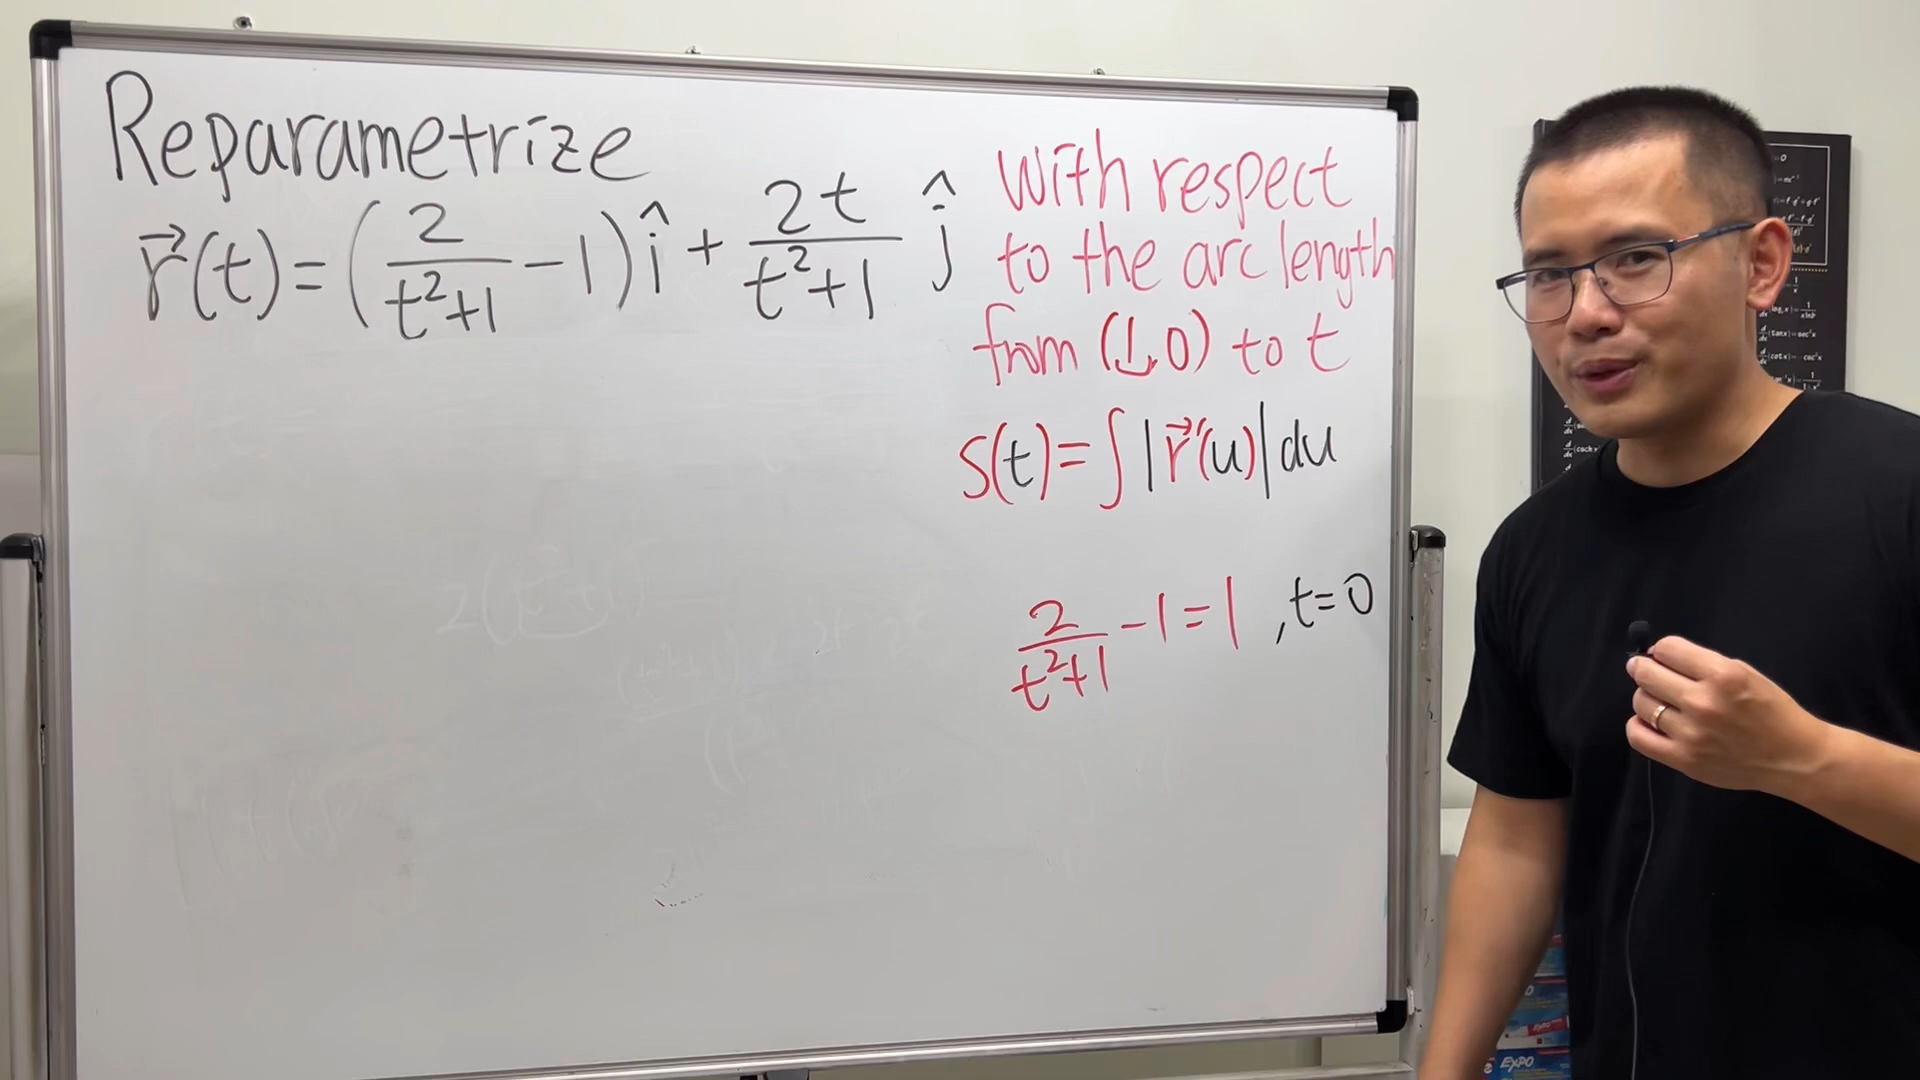 Reparametrize
r⃗(t) = (2/(t²+1) − 1) î + 2t/(t²+1) ĵ
with respect
to the arc length
from (1,0) to t
s(t) = ∫ |r⃗'(u)| du
2/(t²+1) − 1 = 1 , t=0
EXPO